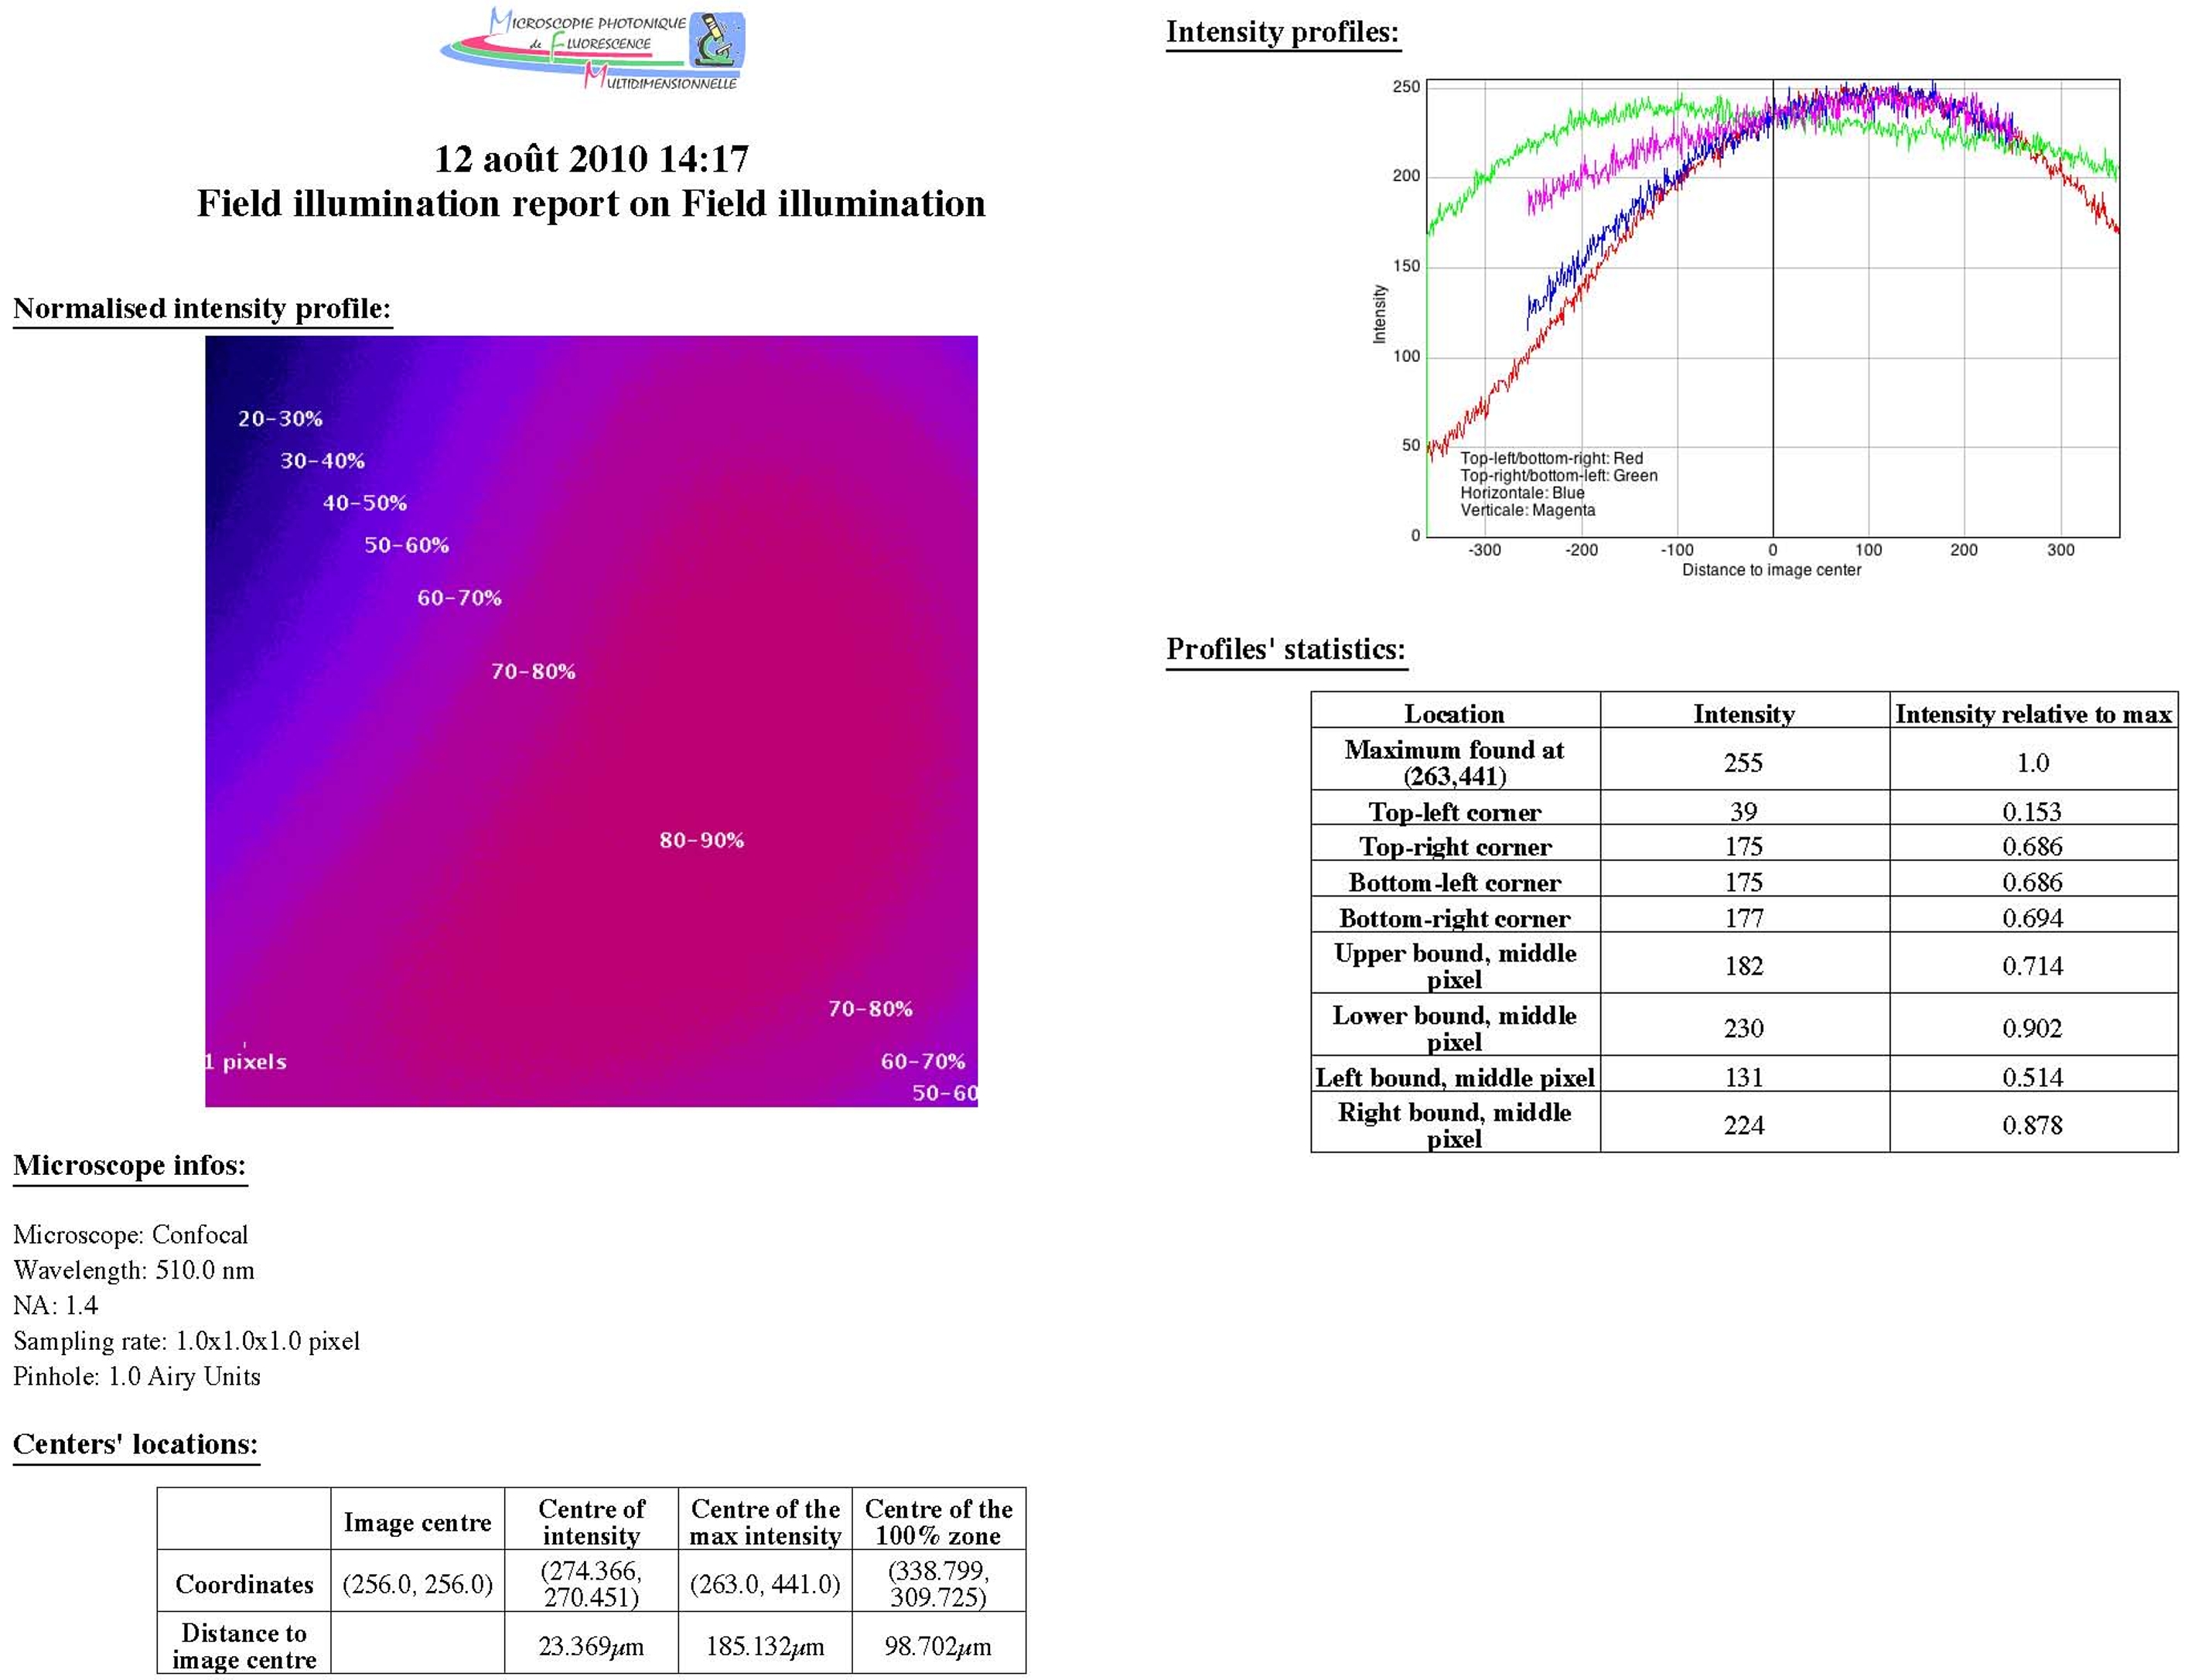 MICROSCOPIE PHOTONIQUE
de FLUORESCENCE
MULTIDIMENSIONNELLE
12 août 2010 14:17
Field illumination report on Field illumination
Normalised intensity profile:
20-30%
30-40%
40-50%
50-60%
60-70%
70-80%
80-90%
70-80%
1 pixels
60-70%
50-60
Microscope infos:
Microscope: Confocal
Wavelength: 510.0 nm
NA: 1.4
Sampling rate: 1.0x1.0x1.0 pixel
Pinhole: 1.0 Airy Units
Centers' locations:
Image centre
Centre of
intensity
Centre of the
max intensity
Centre of the
100% zone
Coordinates
(256.0, 256.0)
(274.366,
270.451)
(263.0, 441.0)
(338.799,
309.725)
Distance to
image centre
23.369µm
185.132µm
98.702µm
Intensity profiles:
250
200
150
100
50
0
Intensity
Top-left/bottom-right: Red
Top-right/bottom-left: Green
Horizontale: Blue
Verticale: Magenta
-300 -200 -100 0 100 200 300
Distance to image center
Profiles' statistics:
Location Intensity Intensity relative to max
Maximum found at
(263,441)
255 1.0
Top-left corner 39 0.153
Top-right corner 175 0.686
Bottom-left corner 175 0.686
Bottom-right corner 177 0.694
Upper bound, middle
pixel
182 0.714
Lower bound, middle
pixel
230 0.902
Left bound, middle pixel 131 0.514
Right bound, middle
pixel
224 0.878